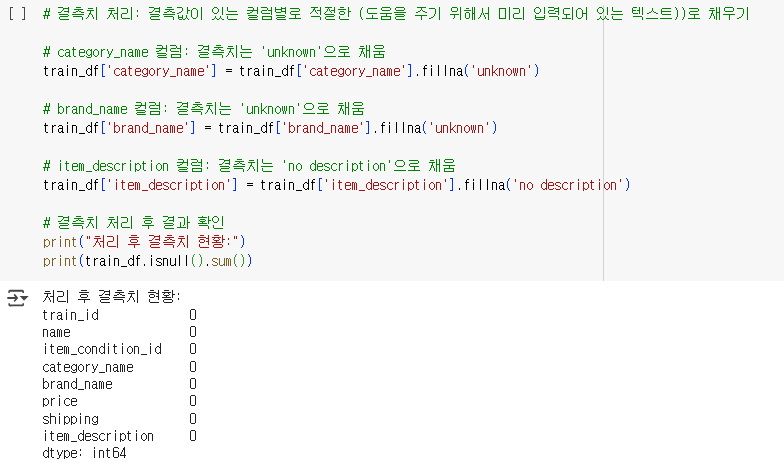 [ ] # 결측치 처리: 결측값이 있는 컬럼별로 적절한 (도움을 주기 위해서 미리 입력되어 있는 텍스트))로 채우기
# category_name 컬럼: 결측치는 'unknown'으로 채움
train_df['category_name'] = train_df['category_name'].fillna('unknown')
# brand_name 컬럼: 결측치는 'unknown'으로 채움
train_df['brand_name'] = train_df['brand_name'].fillna('unknown')
# item_description 컬럼: 결측치는 'no description'으로 채움
train_df['item_description'] = train_df['item_description'].fillna('no description')
# 결측치 처리 후 결과 확인
print("처리 후 결측치 현황:")
print(train_df.isnull().sum())
처리 후 결측치 현황:
train_id 0
name 0
item_condition_id 0
category_name 0
brand_name 0
price 0
shipping 0
item_description 0
dtype: int64